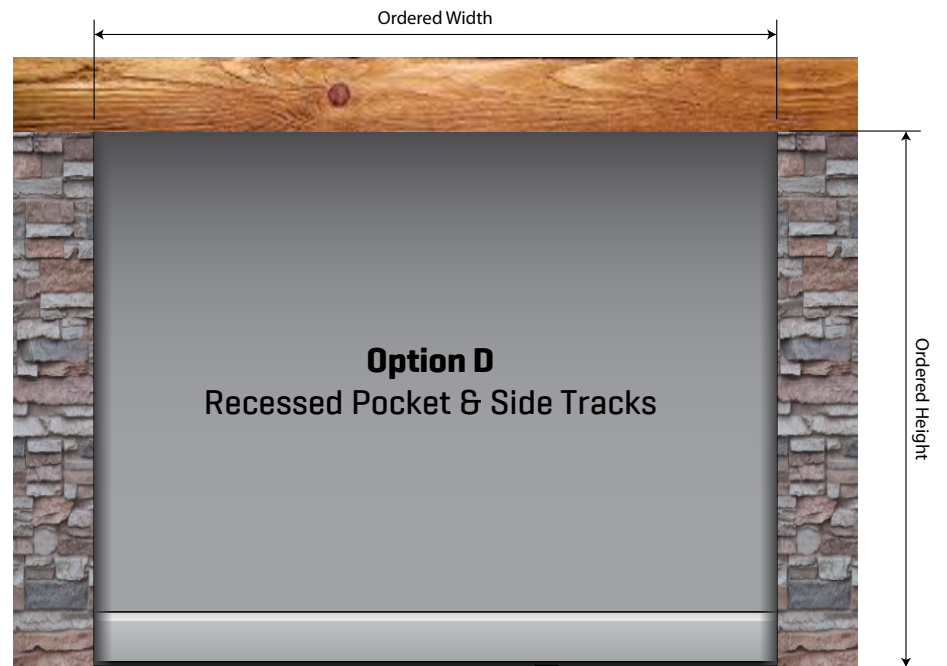 Ordered Width
Option D
Recessed Pocket & Side Tracks
Ordered Height